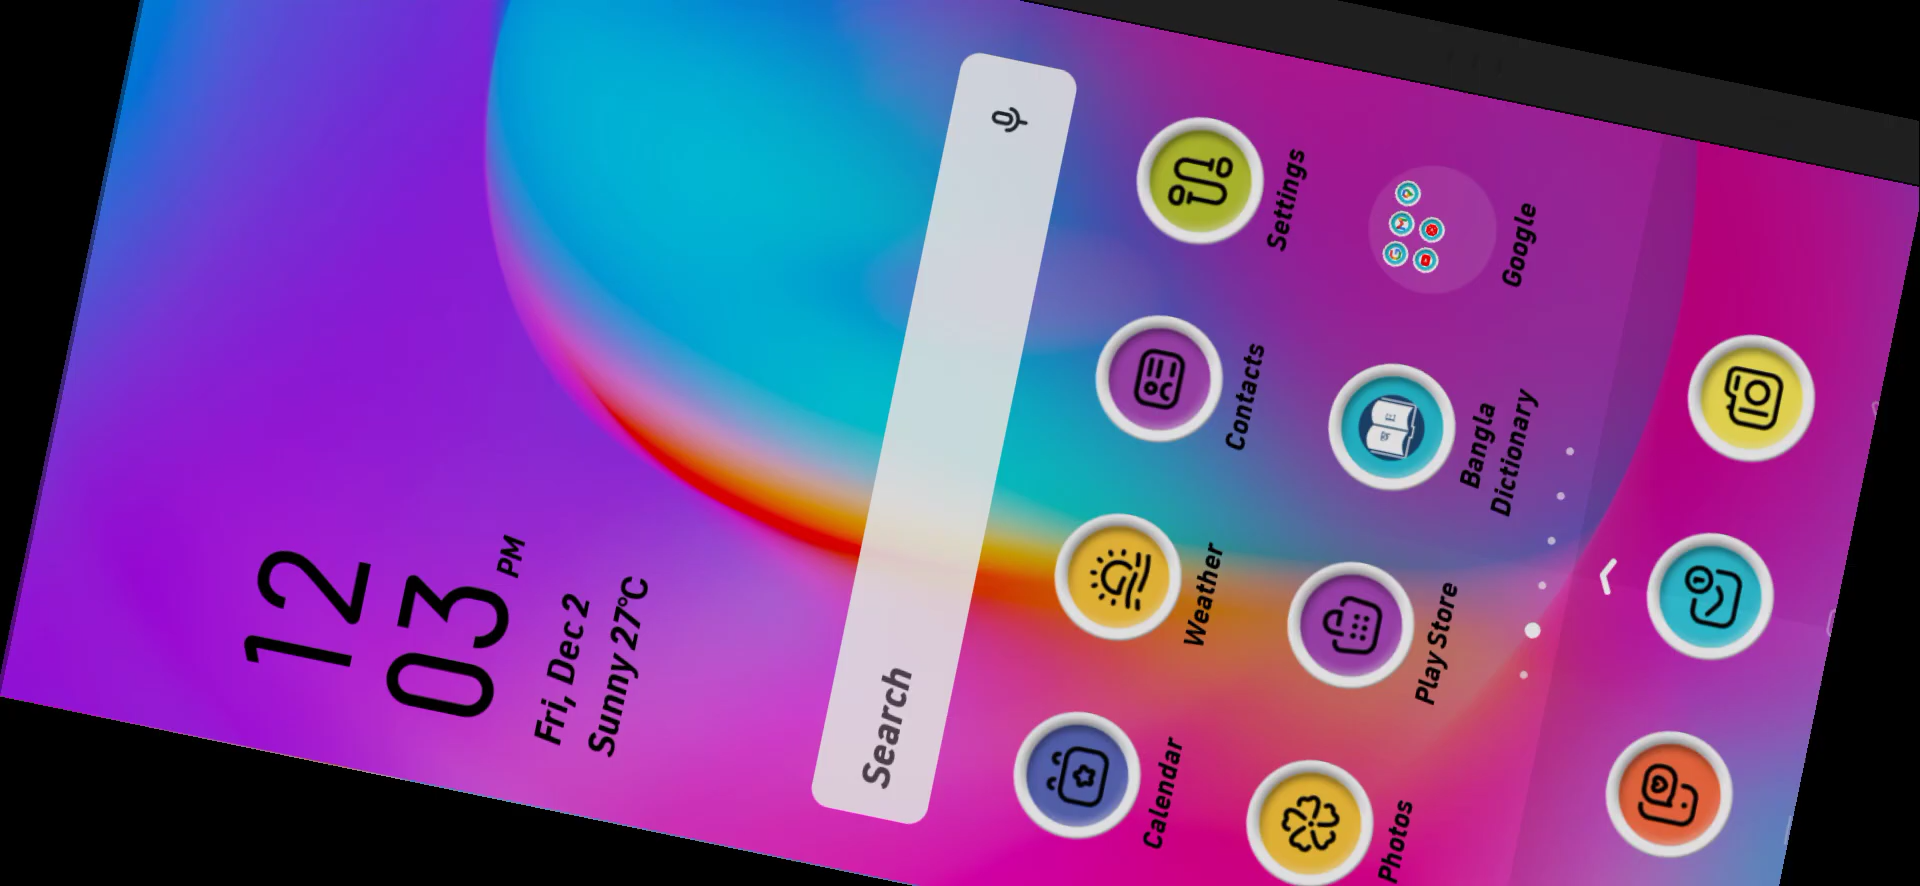 12
03 PM
Fri, Dec 2
Sunny 27°C
Search
Calendar
Weather
Contacts
Settings
Photos
Play Store
Bangla
Dictionary
Google